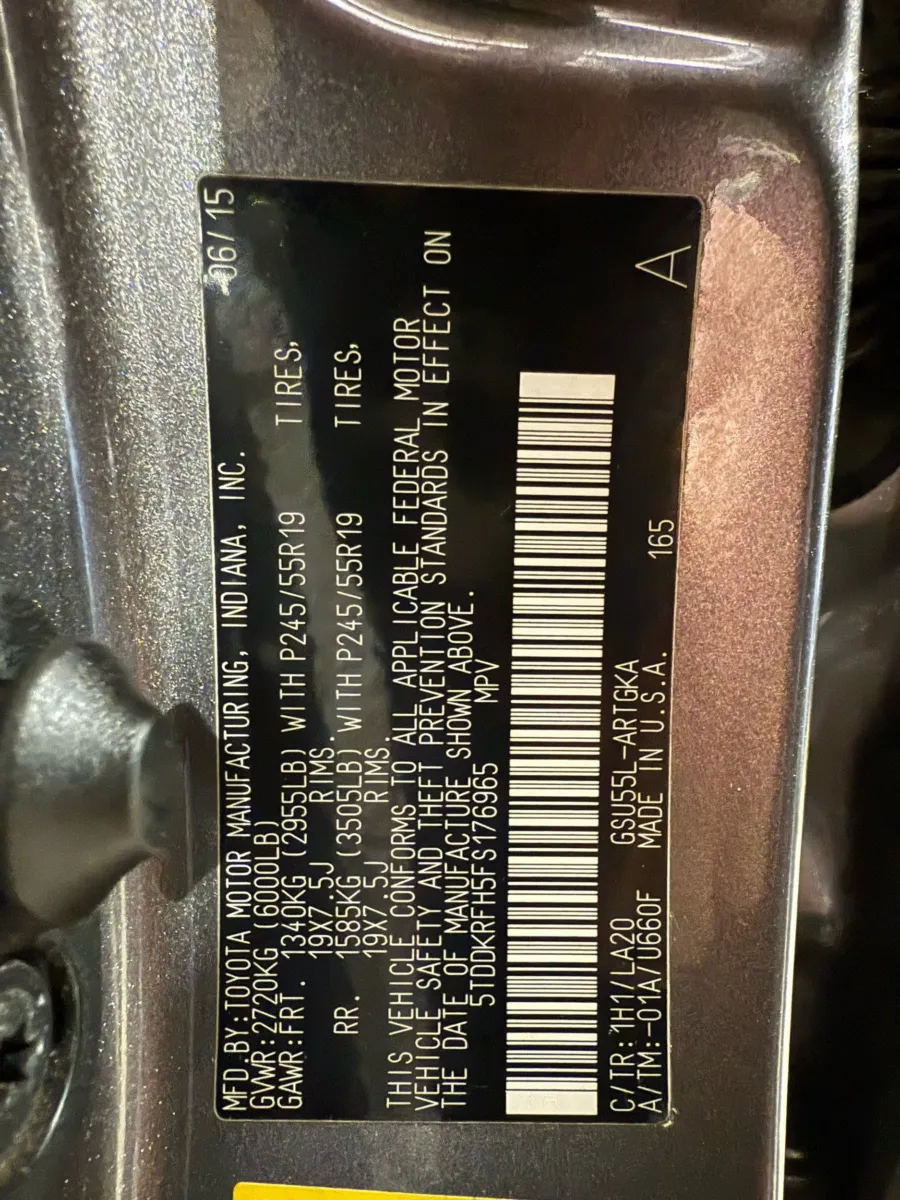 MFD.BY:TOYOTA MOTOR MANUFACTURING, INDIANA, INC. 06/15
GVWR:2720KG (6000LB)
GAWR:FRT. 1340KG (2955LB) WITH P245/55R19 TIRES,
19X7.5J RIMS.
RR. 1585KG (3505LB) WITH P245/55R19 TIRES,
19X7.5J RIMS.
THIS VEHICLE CONFORMS TO ALL APPLICABLE FEDERAL MOTOR
VEHICLE SAFETY AND THEFT PREVENTION STANDARDS IN EFFECT ON
THE DATE OF MANUFACTURE SHOWN ABOVE.
5TDDKRFH5FS176965 MPV
C/TR:1H1/LA20 GSU55L-ARTGKA
A/TM:-01A/U660F MADE IN U.S.A. 165
A